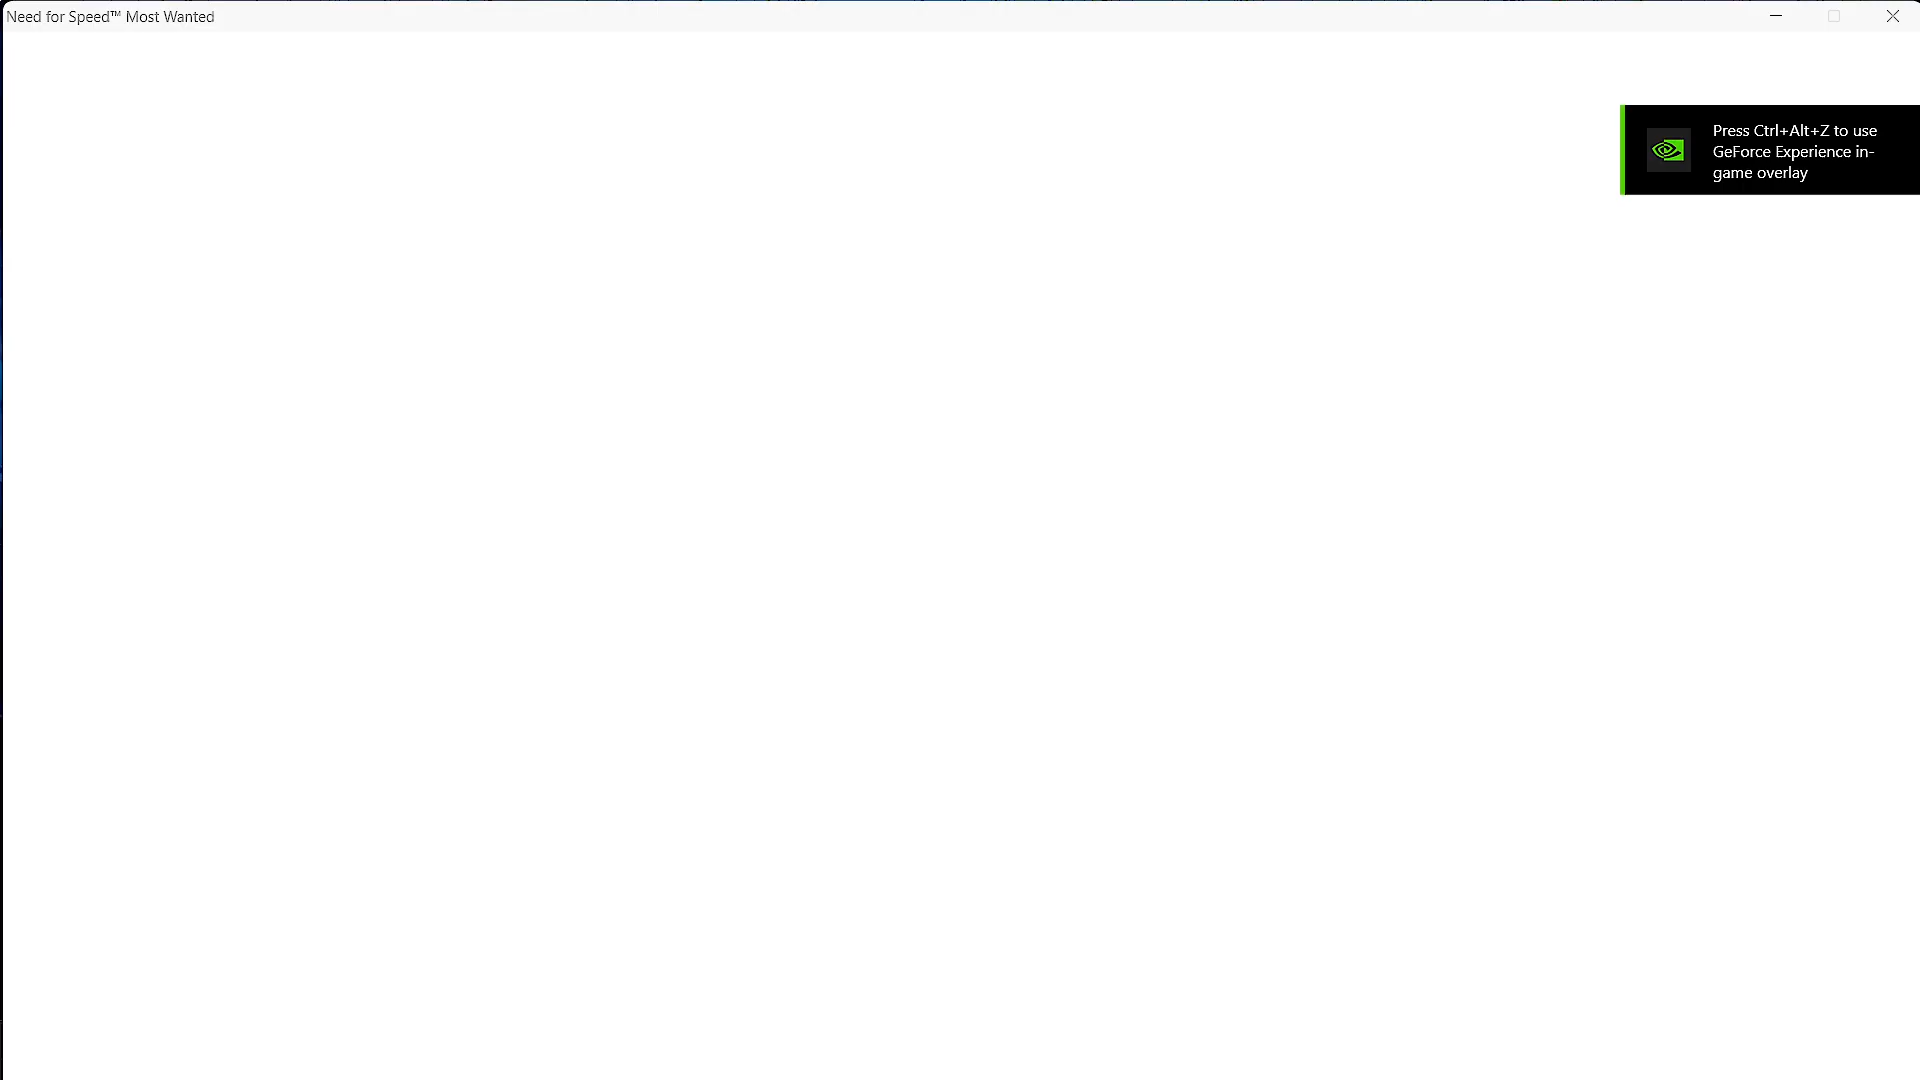 Need for Speed™ Most Wanted
Press Ctrl+Alt+Z to use
GeForce Experience in-
game overlay